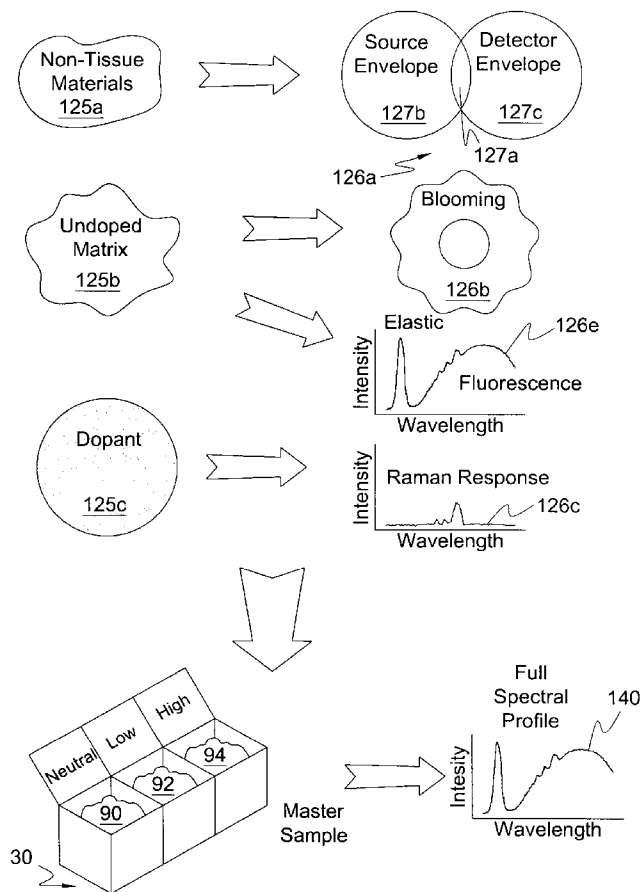 Non-Tissue
Materials
125a
Source
Envelope
127b
Detector
Envelope
127c
127a
126a
Undoped
Matrix
125b
Blooming
126b
Elastic
126e
Fluorescence
Intensity
Wavelength
Dopant
125c
Raman Response
126c
Intensity
Wavelength
Neutral
Low
High
90
92
94
30
Master
Sample
Full
Spectral
Profile
140
Intesity
Wavelength